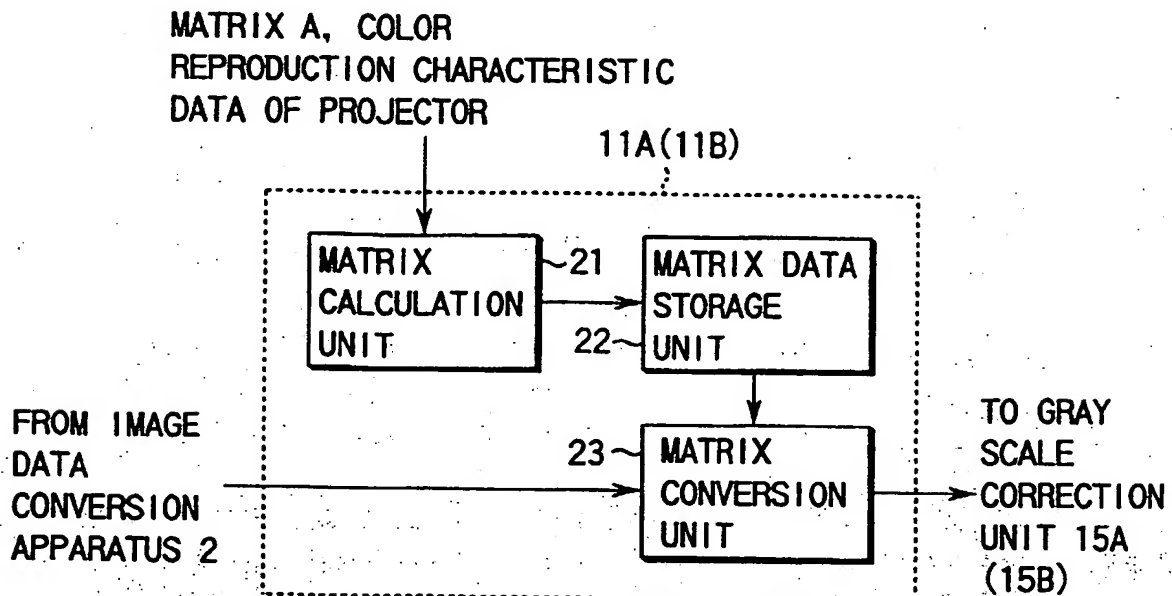 MATRIX A, COLOR
REPRODUCTION CHARACTERISTIC
DATA OF PROJECTOR
11A(11B)
MATRIX
CALCULATION
UNIT
21
MATRIX DATA
STORAGE
UNIT
22
FROM IMAGE
DATA
CONVERSION
APPARATUS 2
23
MATRIX
CONVERSION
UNIT
TO GRAY
SCALE
CORRECTION
UNIT 15A
(15B)